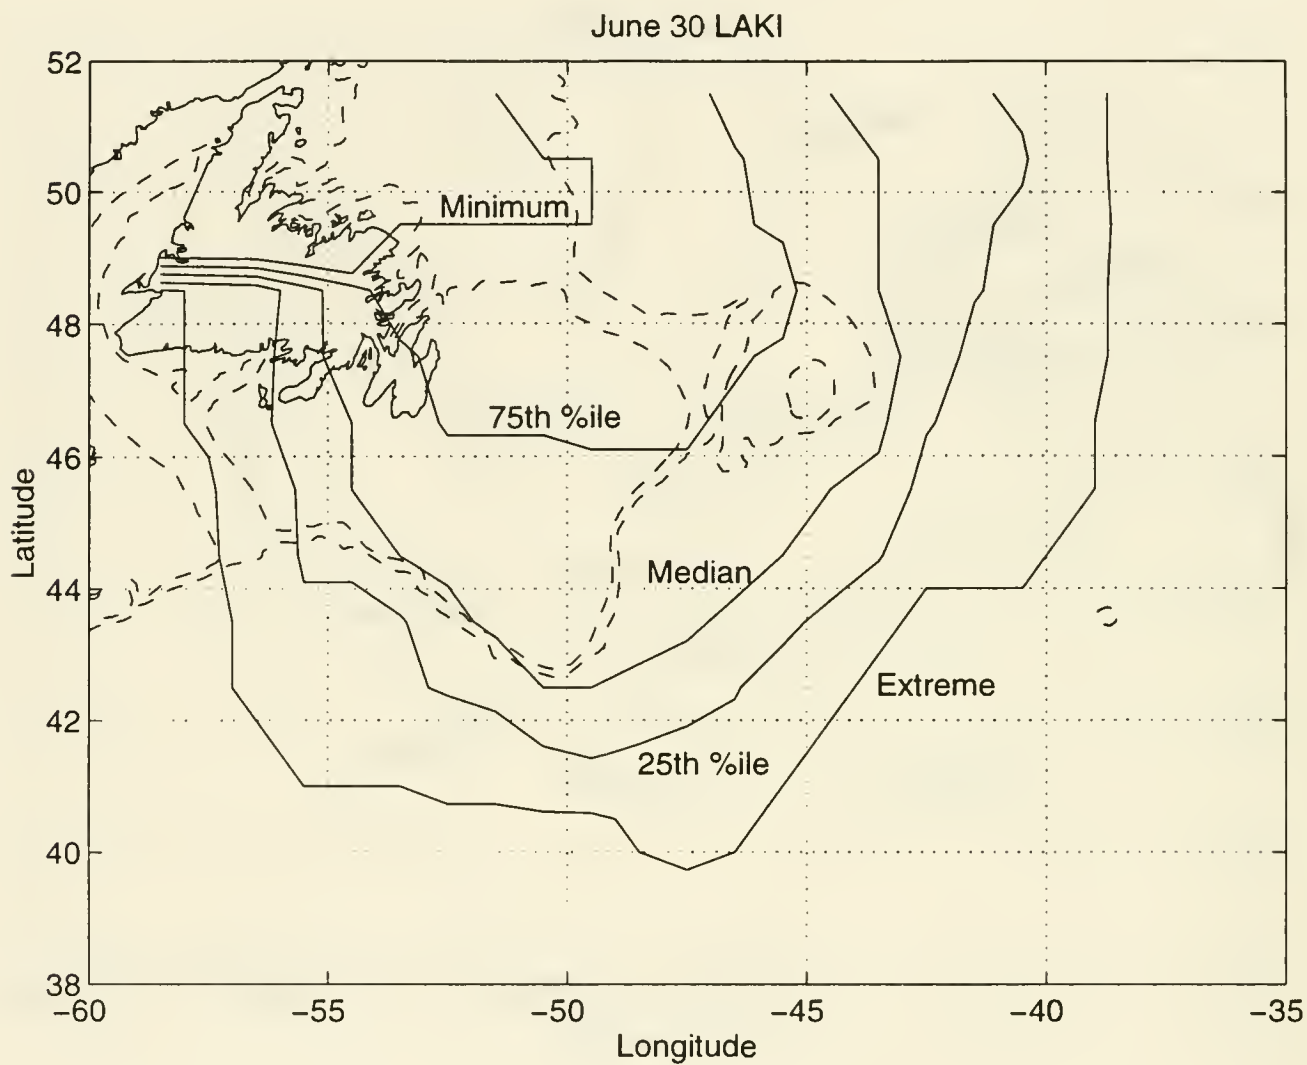 June 30 LAKI
52
50
48
46
44
42
40
38
Latitude
Minimum
75th %ile
Median
Extreme
25th %ile
−60
−55
−50
−45
−40
−35
Longitude